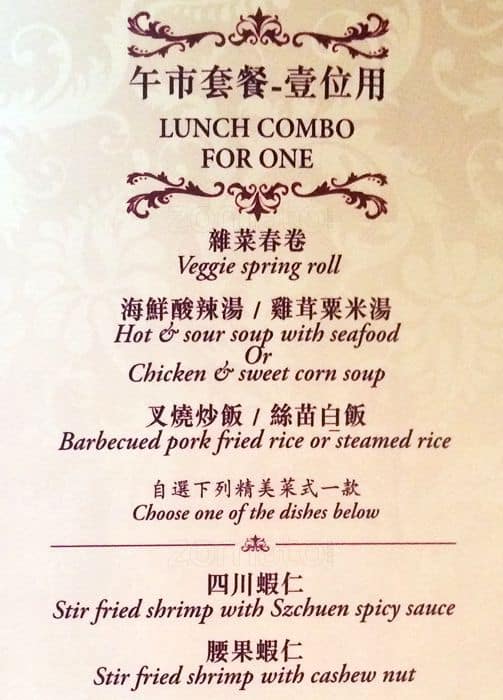 午市套餐-壹位用
LUNCH COMBO
FOR ONE
雜菜春卷
Veggie spring roll
海鮮酸辣湯 / 雞茸粟米湯
Hot & sour soup with seafood
Or
Chicken & sweet corn soup
叉燒炒飯 / 絲苗白飯
Barbecued pork fried rice or steamed rice
自選下列精美菜式一款
Choose one of the dishes below
zomato
四川蝦仁
Stir fried shrimp with Szchuen spicy sauce
腰果蝦仁
Stir fried shrimp with cashew nut